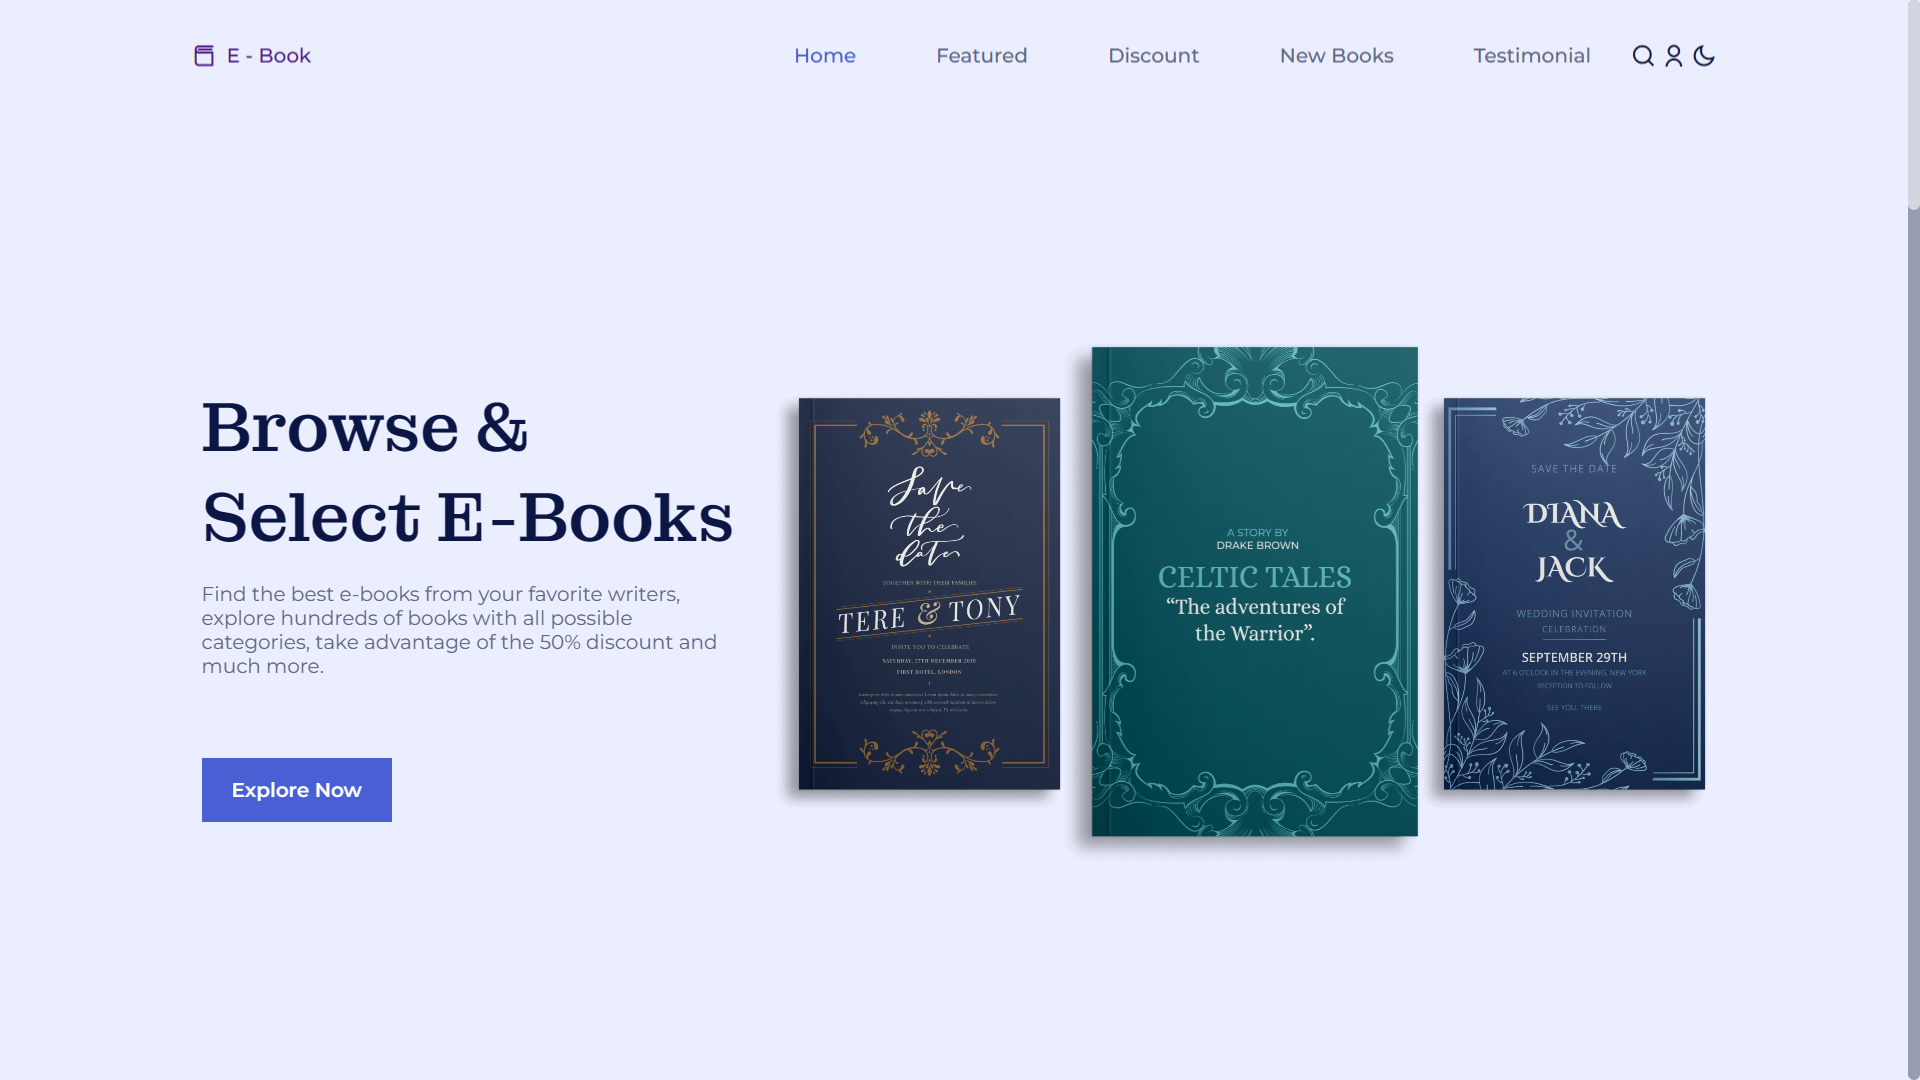 E - Book
Home
Featured
Discount
New Books
Testimonial
Browse &
Select E-Books
Find the best e-books from your favorite writers,
explore hundreds of books with all possible
categories, take advantage of the 50% discount and
much more.
Explore Now
Save
the
date
TOGETHER WITH THEIR FAMILIES
TERE & TONY
INVITE YOU TO CELEBRATE
SATURDAY, 27TH DECEMBER 2019
FIRST HOTEL, LONDON
A STORY BY
DRAKE BROWN
CELTIC TALES
“The adventures of
the Warrior”.
SAVE THE DATE
DIANA
&
JACK
WEDDING INVITATION
CELEBRATION
SEPTEMBER 29TH
AT 6 O'CLOCK IN THE EVENING, NEW YORK
RECEPTION TO FOLLOW
SEE YOU. THERE